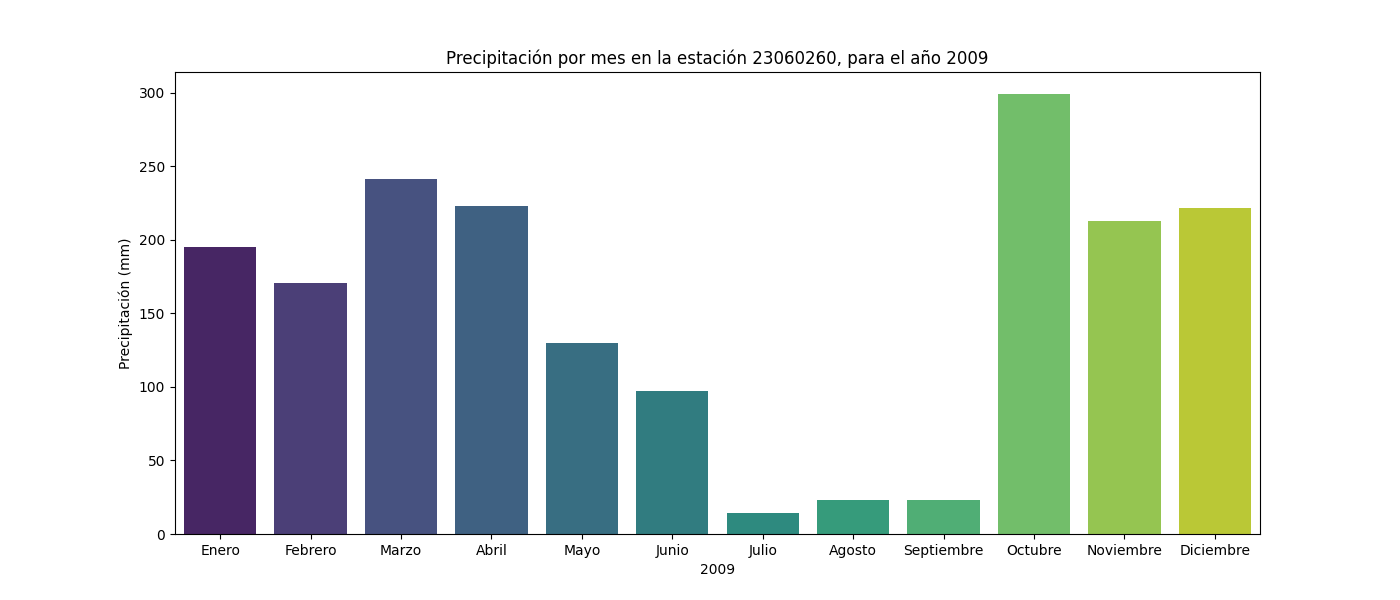 Precipitación por mes en la estación 23060260, para el año 2009
Precipitación (mm)
300
250
200
150
100
50
0
Enero Febrero Marzo Abril Mayo Junio Julio Agosto Septiembre Octubre Noviembre Diciembre
2009